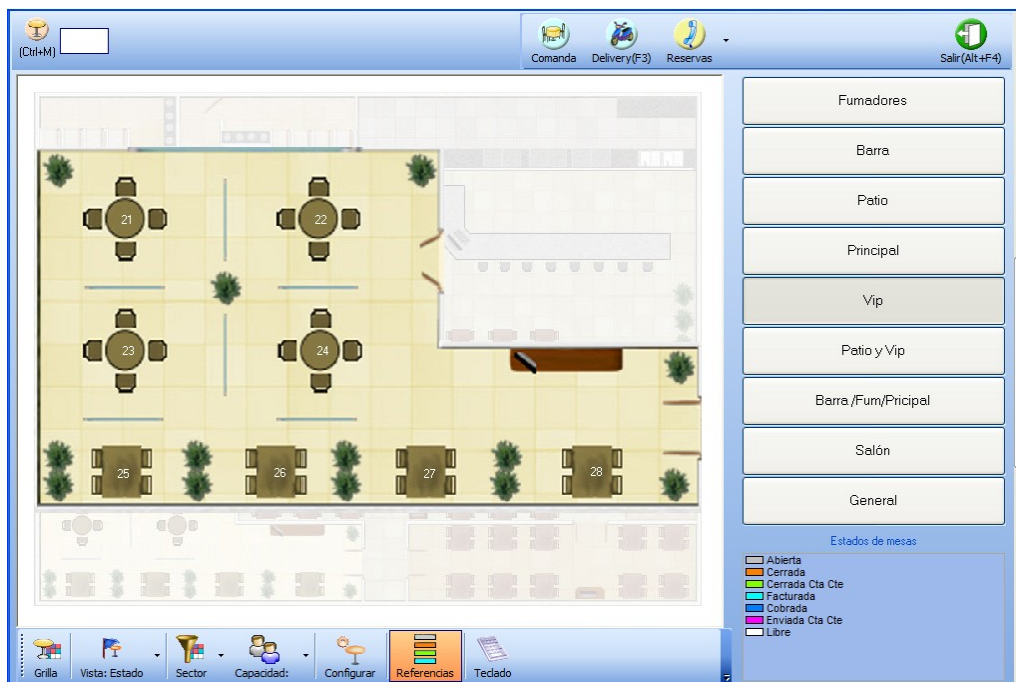 (Ctrl+M)
Comanda
Delivery(F3)
Reservas
Salir(Alt+F4)
21
22
23
24
25
26
27
28
Fumadores
Barra
Patio
Principal
Vip
Patio y Vip
Barra /Fum/Pricipal
Salón
General
Estados de mesas
Abierta
Cerrada
Cerrada Cta Cte
Facturada
Cobrada
Enviada Cta Cte
Libre
Grilla
Vista: Estado
Sector
Capacidad:
Configurar
Referencias
Teclado